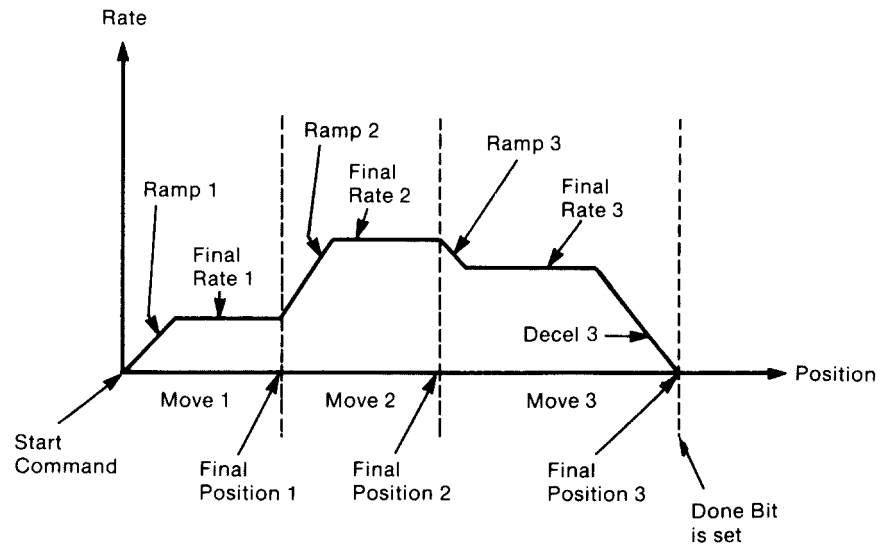 Rate
Ramp 2
Ramp 3
Final
Rate 2
Final
Rate 3
Ramp 1
Final
Rate 1
Decel 3
Position
Move 1
Move 2
Move 3
Start
Command
Final
Position 1
Final
Position 2
Final
Position 3
Done Bit
is set